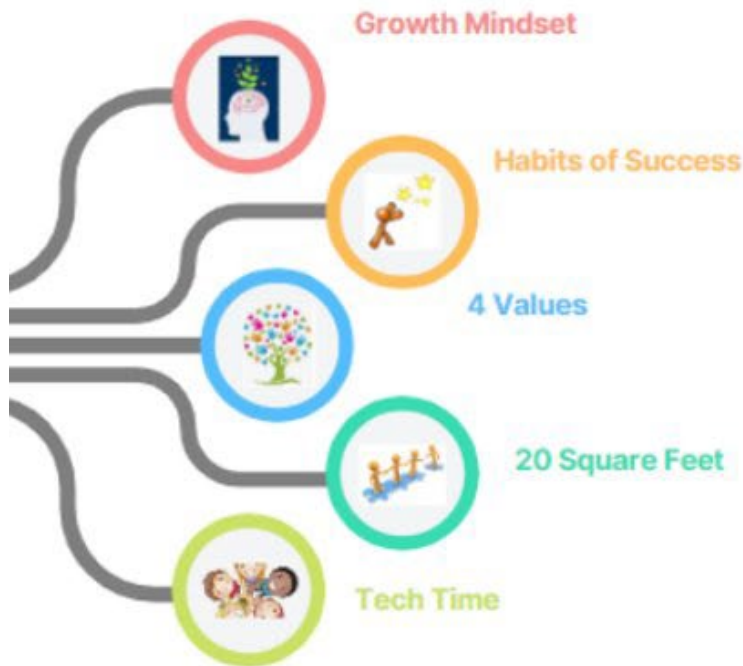 Growth Mindset
Habits of Success
4 Values
20 Square Feet
Tech Time